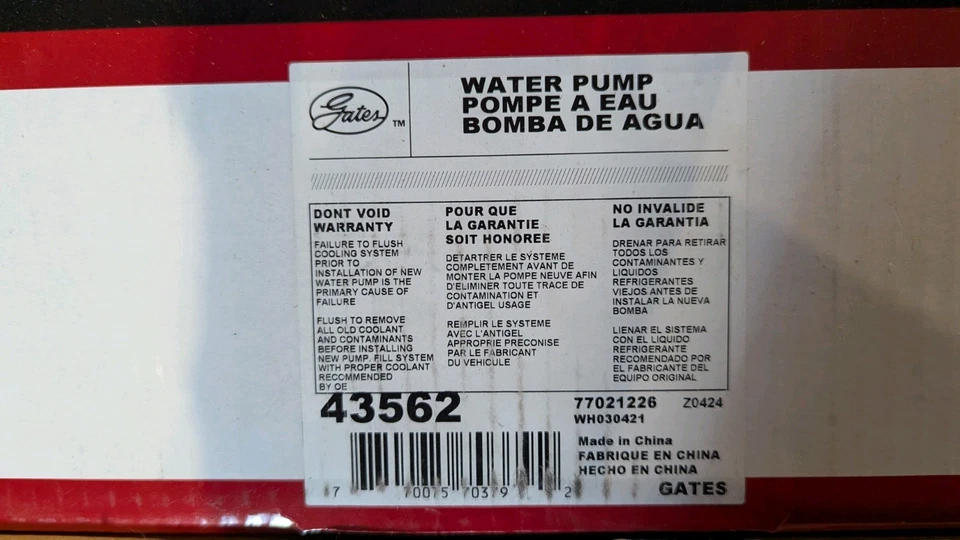 Gates TM
WATER PUMP
POMPE A EAU
BOMBA DE AGUA
DONT VOID
WARRANTY
FAILURE TO FLUSH
COOLING SYSTEM
PRIOR TO
INSTALLATION OF NEW
WATER PUMP IS THE
PRIMARY CAUSE OF
FAILURE
FLUSH TO REMOVE
ALL OLD COOLANT
AND CONTAMINANTS
BEFORE INSTALLING
NEW PUMP. FILL SYSTEM
WITH PROPER COOLANT
RECOMMENDED
BY OE
POUR QUE
LA GARANTIE
SOIT HONOREE
DETARTRER LE SYSTEME
COMPLETEMENT AVANT DE
MONTER LA POMPE NEUVE AFIN
D'ELIMINER TOUTE TRACE DE
CONTAMINATION ET
D'ANTIGEL USAGE
REMPLIR LE SYSTEME
AVEC L'ANTIGEL
APPROPRIE PRECONISE
PAR LE FABRICANT
DU VEHICULE
NO INVALIDE
LA GARANTIA
DRENAR PARA RETIRAR
TODOS LOS
CONTAMINANTES Y
LIQUIDOS
REFRIGERANTES
VIEJOS ANTES DE
INSTALAR LA NUEVA
BOMBA
LIENAR EL SISTEMA
CON EL LIQUIDO
REFRIGERANTE
RECOMENDADO POR
EL FABRICANTE DEL
EQUIPO ORIGINAL
43562
77021226 Z0424
WH030421
Made in China
FABRIQUE EN CHINA
HECHO EN CHINA
GATES
7 70075 0379 2